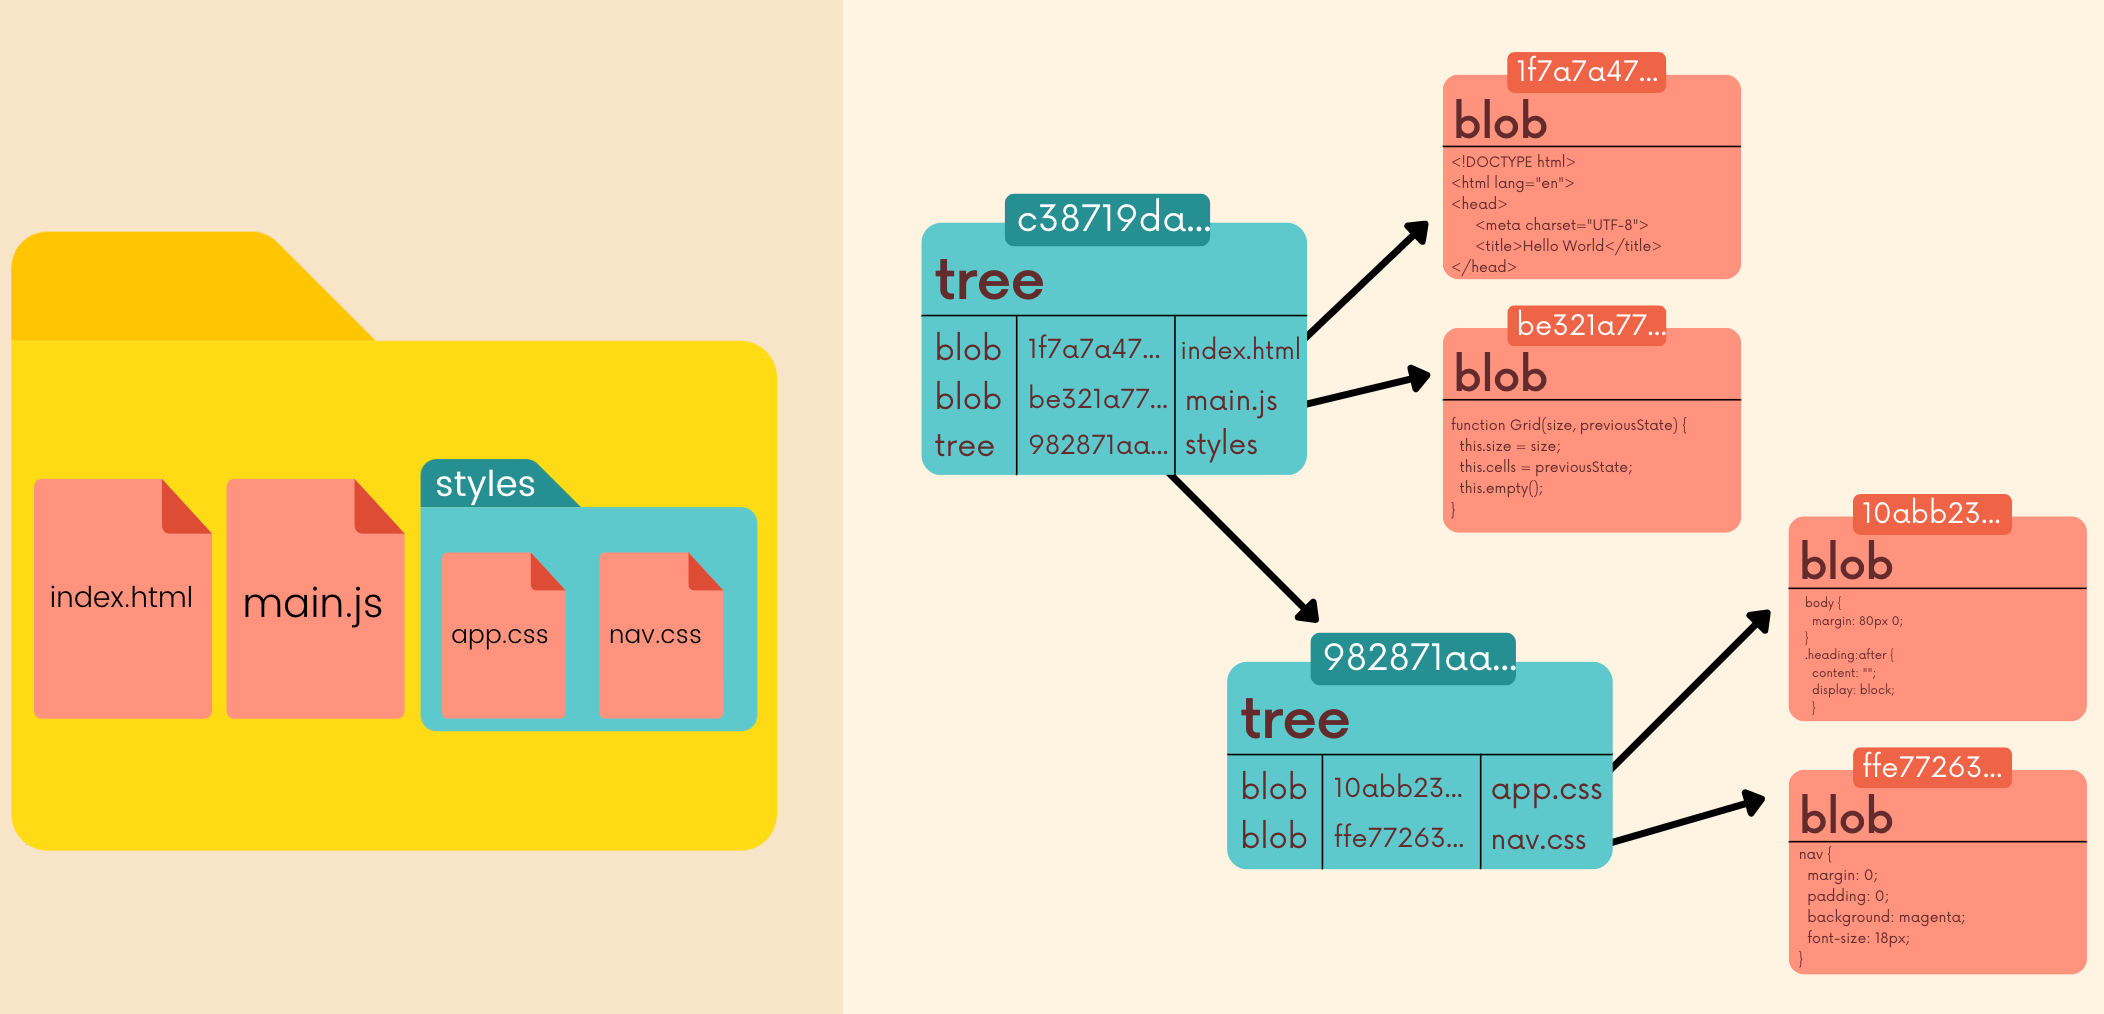 index.html
main.js
styles
app.css
nav.css
c38719da...
tree
blob 1f7a7a47... index.html
blob be321a77... main.js
tree 982871aa... styles
1f7a7a47...
blob
<!DOCTYPE html>
<html lang="en">
<head>
<meta charset="UTF-8">
<title>Hello World</title>
</head>
be321a77...
blob
function Grid(size, previousState) {
this.size = size;
this.cells = previousState;
this.empty();
}
982871aa...
tree
blob 10abb23... app.css
blob ffe77263... nav.css
10abb23...
blob
body {
margin: 80px 0;
}
.heading:after {
content: "";
display: block;
}
ffe77263...
blob
nav {
margin: 0;
padding: 0;
background: magenta;
font-size: 18px;
}